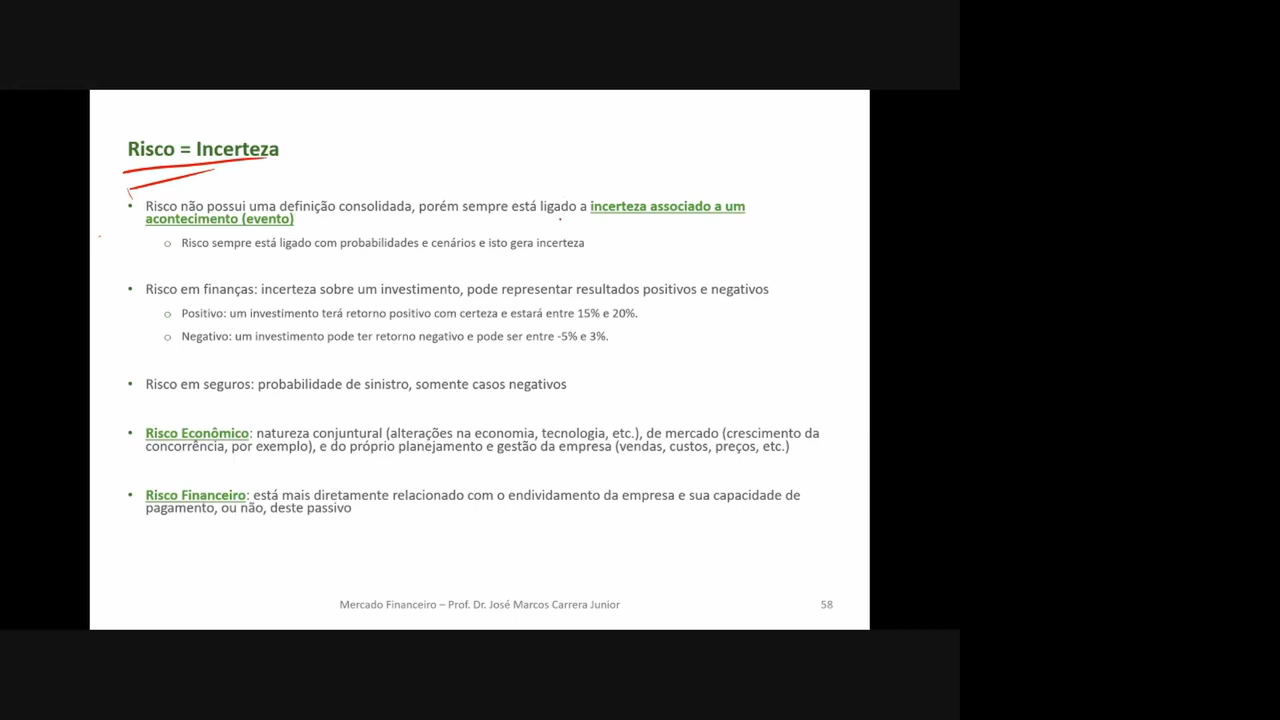 Risco = Incerteza
• Risco não possui uma definição consolidada, porém sempre está ligado a incerteza associado a um
acontecimento (evento)
o Risco sempre está ligado com probabilidades e cenários e isto gera incerteza
• Risco em finanças: incerteza sobre um investimento, pode representar resultados positivos e negativos
o Positivo: um investimento terá retorno positivo com certeza e estará entre 15% e 20%.
o Negativo: um investimento pode ter retorno negativo e pode ser entre -5% e 3%.
• Risco em seguros: probabilidade de sinistro, somente casos negativos
• Risco Econômico: natureza conjuntural (alterações na economia, tecnologia, etc.), de mercado (crescimento da
concorrência, por exemplo), e do próprio planejamento e gestão da empresa (vendas, custos, preços, etc.)
• Risco Financeiro: está mais diretamente relacionado com o endividamento da empresa e sua capacidade de
pagamento, ou não, deste passivo
Mercado Financeiro – Prof. Dr. José Marcos Carrera Junior
58